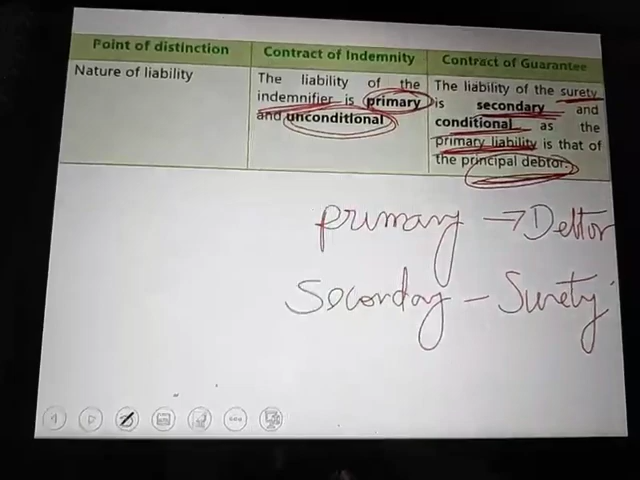 Point of distinction
Contract of Indemnity
Contract of Guarantee
Nature of liability
The liability of the
indemnifier is primary
and unconditional
The liability of the surety
is secondary and
conditional as the
primary liability is that of
the principal debtor.
primary → Debtor
Seconday - Surety